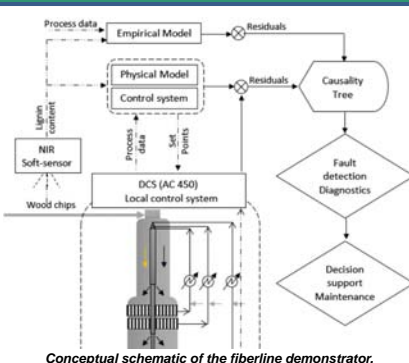 Process data
Empirical Model
Residuals
Physical Model
Control system
Residuals
Causality
Tree
Lignin
content
NIR
Soft-sensor
Process
data
Set
Points
Wood chips
DCS (AC 450)
Local control system
Fault
detection
Diagnostics
Decision
support
Maintenance
Conceptual schematic of the fiberline demonstrator.